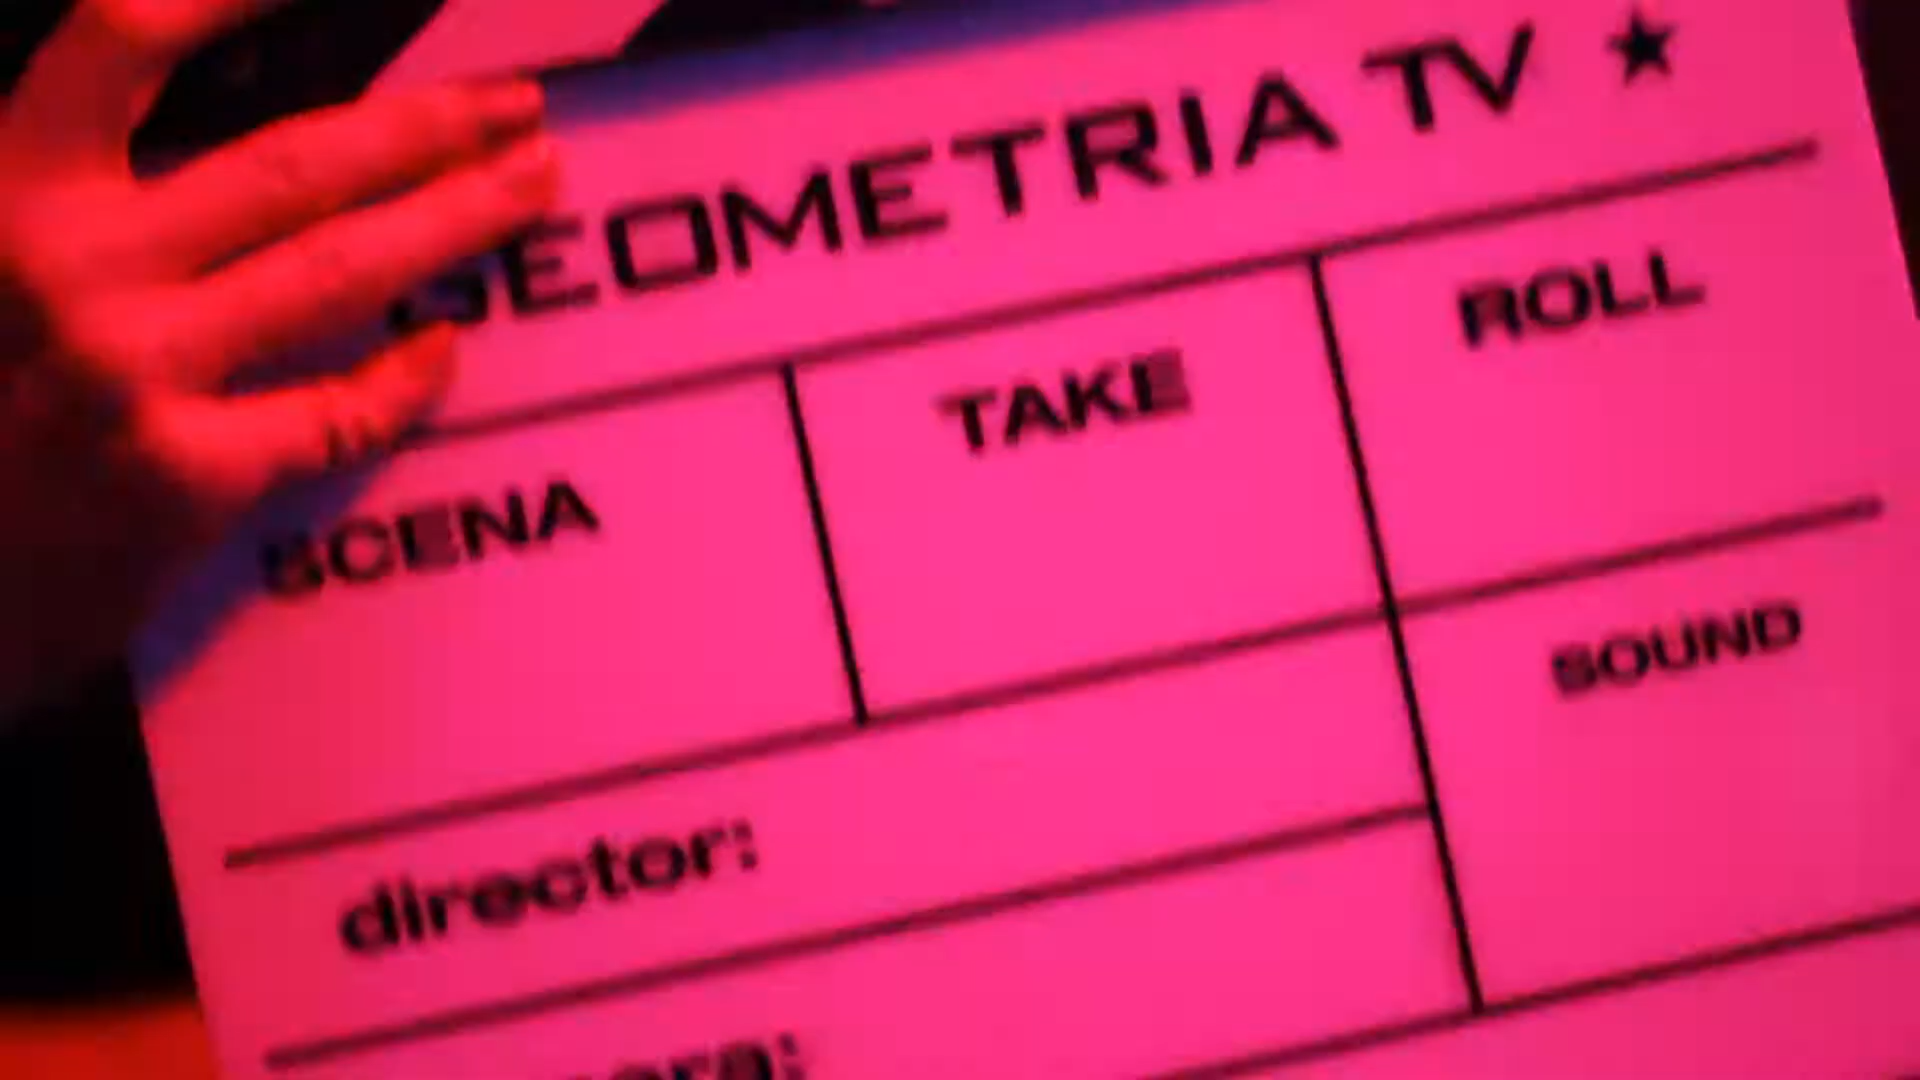 GEOMETRIA TV ★
SCENA
TAKE
ROLL
SOUND
director: